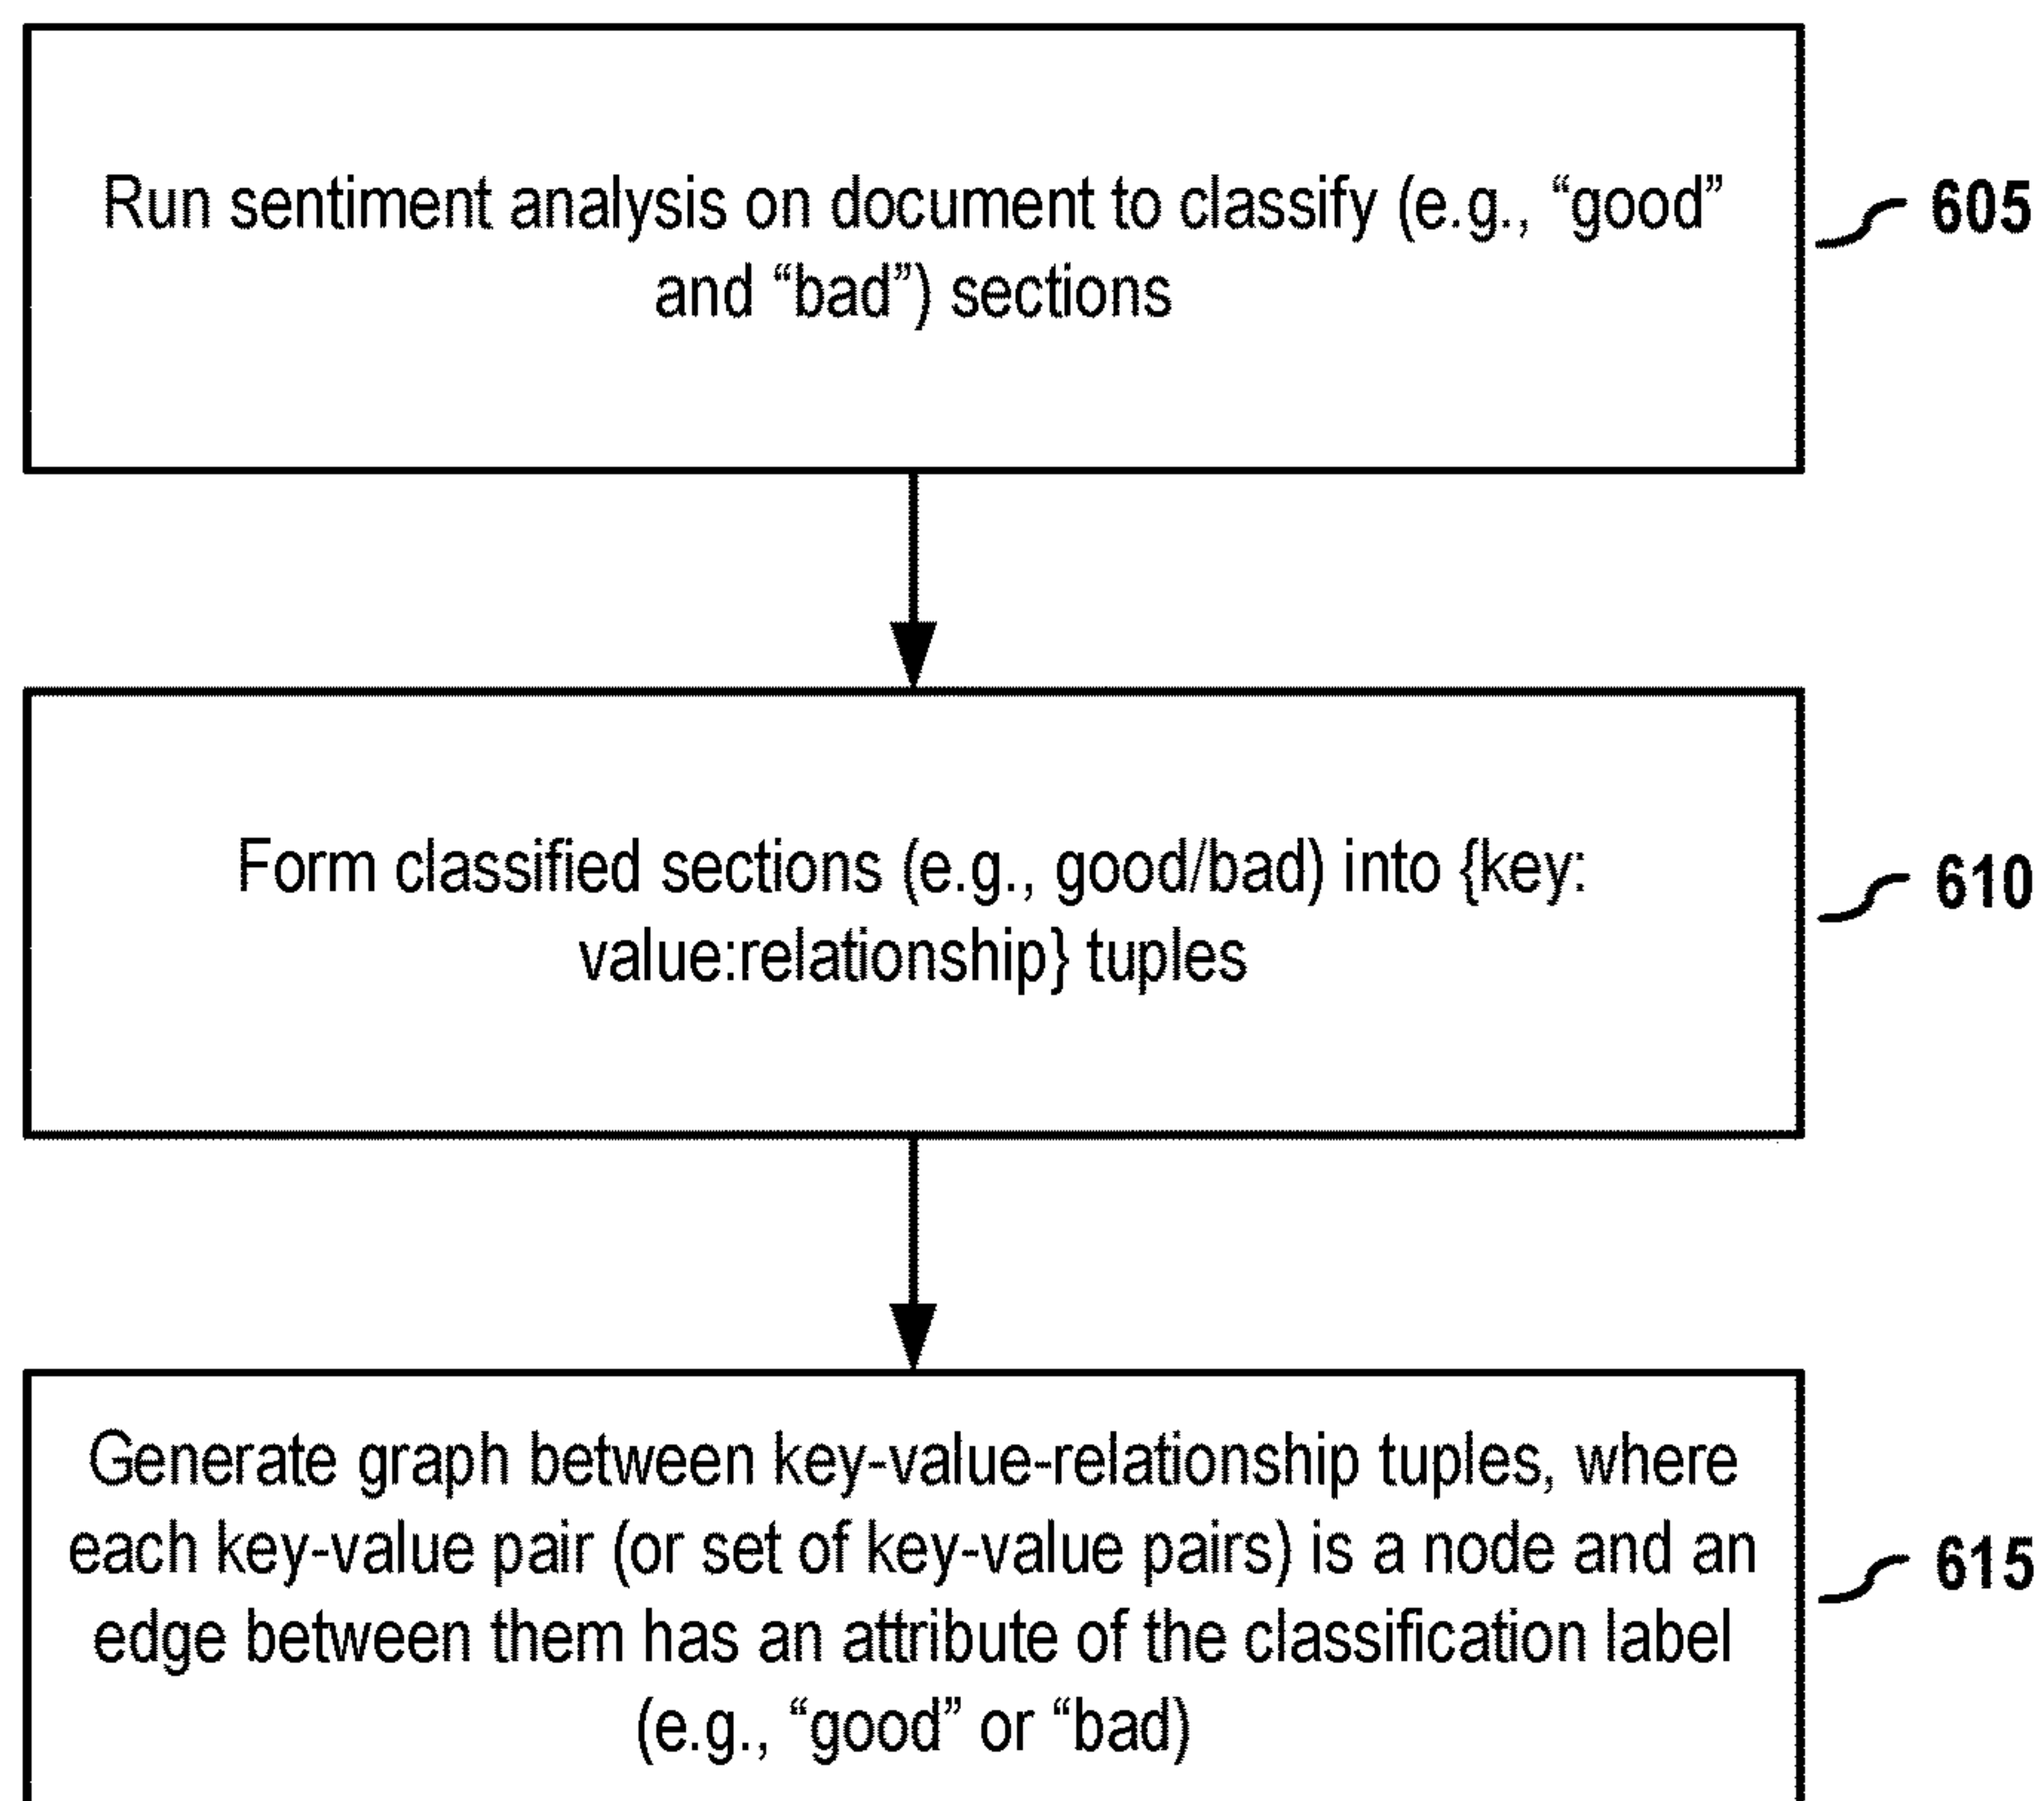 Run sentiment analysis on document to classify (e.g., “good”
and “bad”) sections
605
Form classified sections (e.g., good/bad) into {key:
value:relationship} tuples
610
Generate graph between key-value-relationship tuples, where
each key-value pair (or set of key-value pairs) is a node and an
edge between them has an attribute of the classification label
(e.g., “good” or “bad)
615